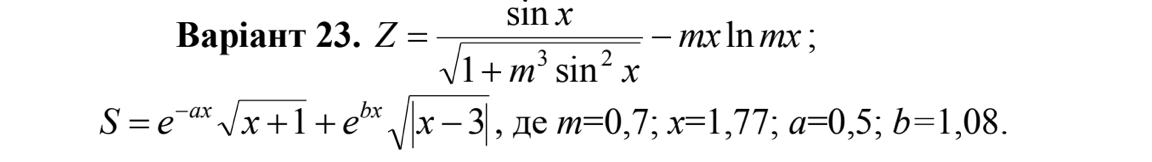 Варіант 23. Z = sin x / √(1 + m³ sin² x) − mx ln mx ;
S = e^(−ax) √(x + 1) + e^(bx) √|x − 3| , де m=0,7; x=1,77; a=0,5; b=1,08.